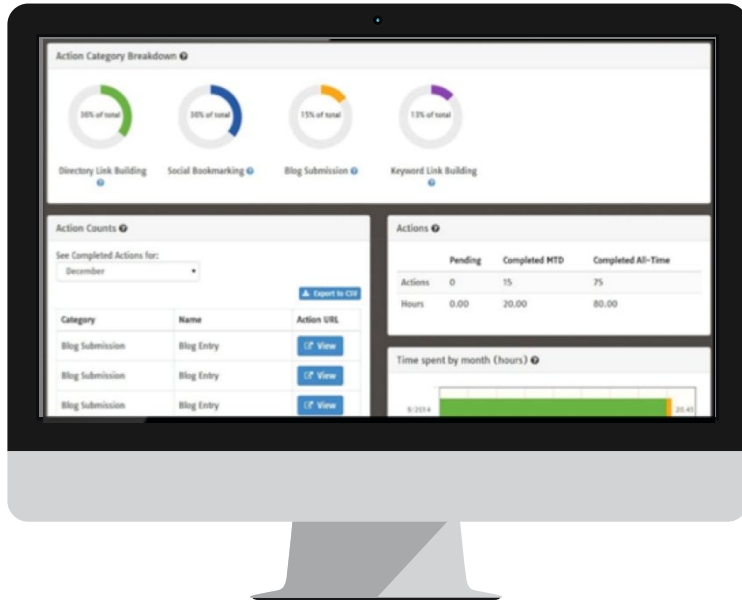 Action Category Breakdown
36% of total
36% of total
15% of total
13% of total
Directory Link Building
Social Bookmarking
Blog Submission
Keyword Link Building
Action Counts
See Completed Actions for:
December
Export to CSV
Category Name Action URL
Blog Submission Blog Entry View
Blog Submission Blog Entry View
Blog Submission Blog Entry View
Actions
Pending Completed MTD Completed All-Time
Actions 0 15 75
Hours 0.00 20.00 80.00
Time spent by month (hours)
9/2014 20.45